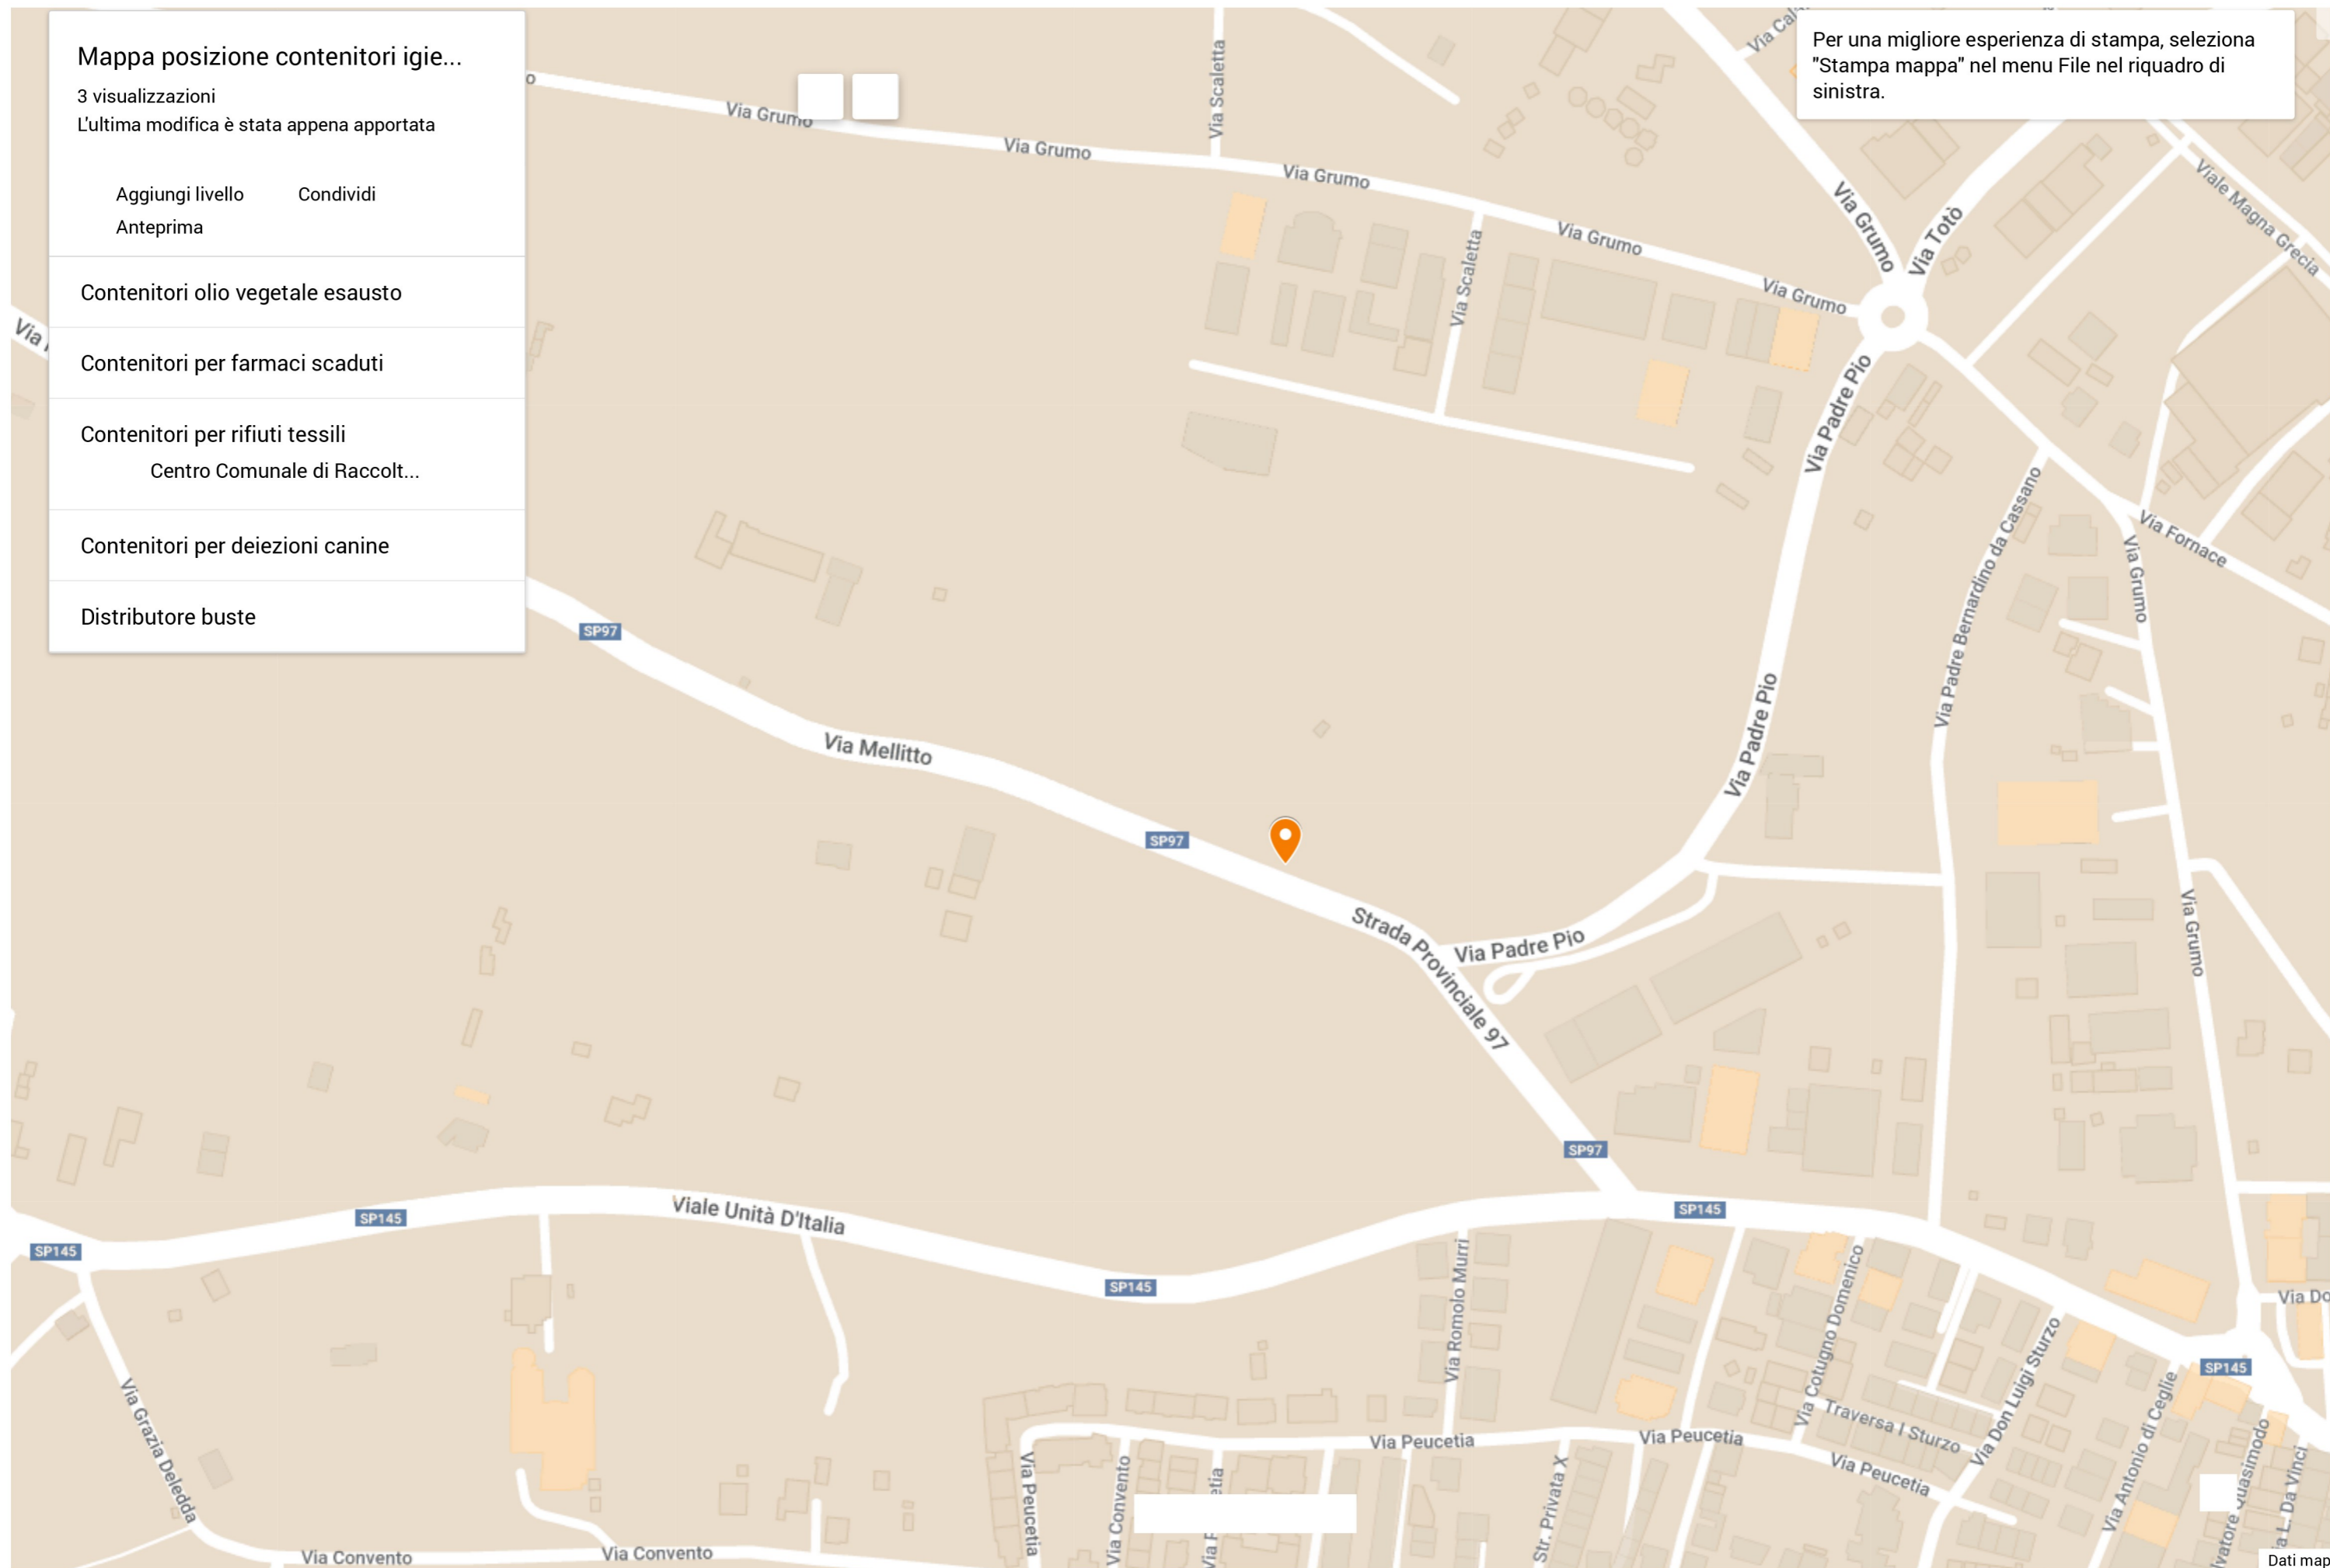 Mappa posizione contenitori igie...
3 visualizzazioni
L'ultima modifica è stata appena apportata
Aggiungi livello
Condividi
Anteprima
Contenitori olio vegetale esausto
Contenitori per farmaci scaduti
Contenitori per rifiuti tessili
Centro Comunale di Raccolt...
Contenitori per deiezioni canine
Distributore buste
Per una migliore esperienza di stampa, seleziona
"Stampa mappa" nel menu File nel riquadro di
sinistra.
Via Scaletta
Via Grumo
Via Grumo
Via Grumo
Via Grumo
Via Grumo
Via Grumo
Via Totò
Viale Magna Grecia
Via Scaletta
Via
Via Padre Pio
Via Padre Bernardino da Cassano
Via Fornace
Via Grumo
SP97
Via Mellitto
Via Padre Pio
SP97
Strada Provinciale 97
Via Padre Pio
Via Grumo
SP97
SP145
SP145
Viale Unità D'Italia
SP145
SP145
SP145
Via Romolo Murri
Via Cotugno Domenico
Via Don Luigi Sturzo
Traversa I Sturzo
Via Antonio di Ceglie
Via Do
Via Grazia Deledda
Via Peucetia
Via Peucetia
Via Peucetia
Via Peucetia
Via Convento
Str. Privata X
Quasimodo
L. Da Vinci
Via Convento
Via Convento
Dati map